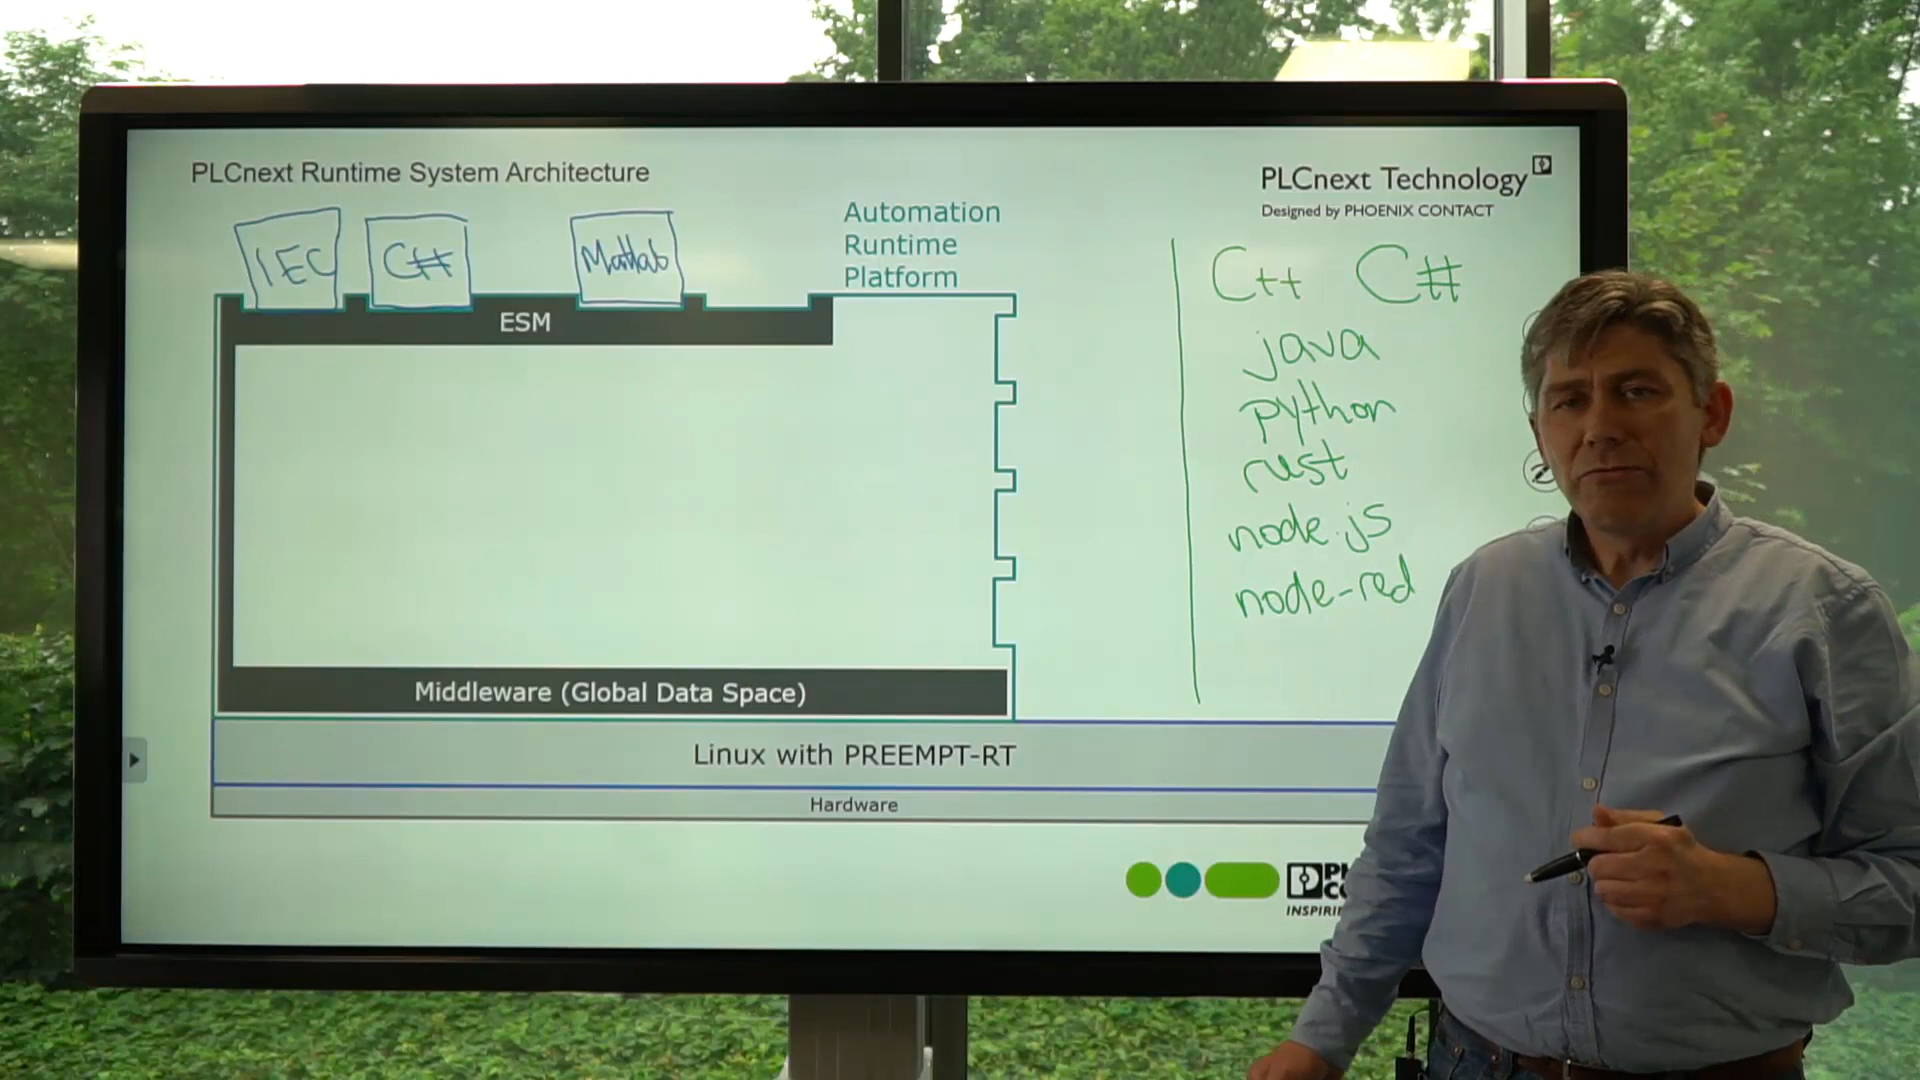 PLCnext Runtime System Architecture
PLCnext Technology
Designed by PHOENIX CONTACT
Automation
Runtime
Platform
IEC
C#
Matlab
ESM
C++ C#
java
python
rust
node.js
node-red
Middleware (Global Data Space)
Linux with PREEMPT-RT
Hardware